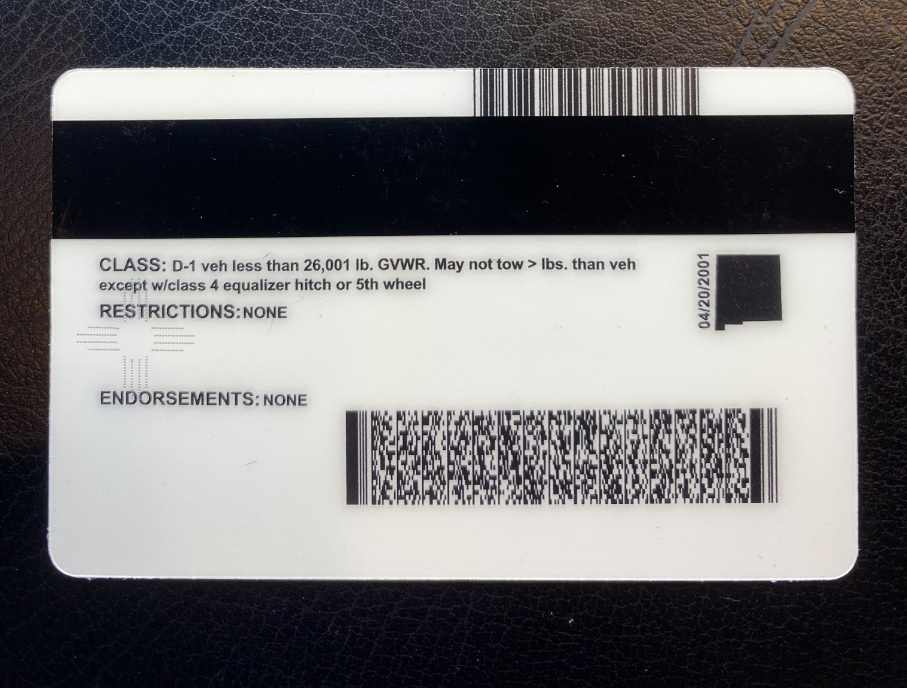 CLASS: D-1 veh less than 26,001 lb. GVWR. May not tow > lbs. than veh
except w/class 4 equalizer hitch or 5th wheel
RESTRICTIONS: NONE
ENDORSEMENTS: NONE
04/20/2001